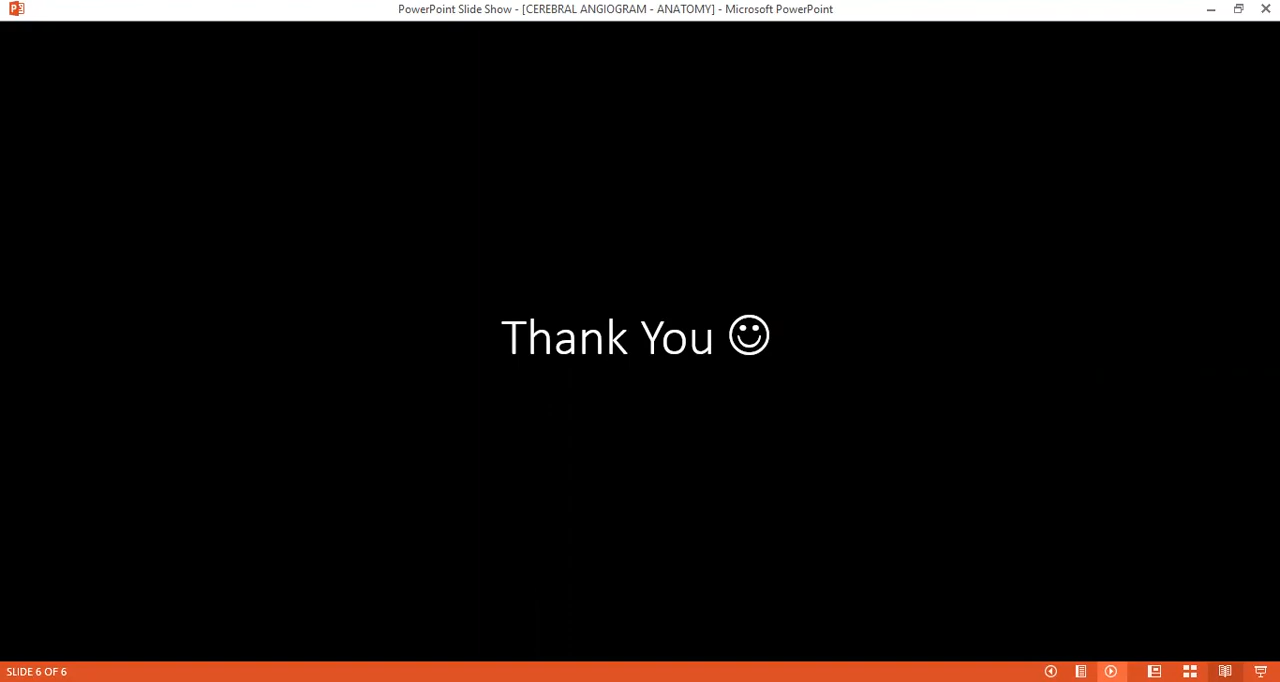 PowerPoint Slide Show - [CEREBRAL ANGIOGRAM - ANATOMY] - Microsoft PowerPoint
Thank You ☺
SLIDE 6 OF 6